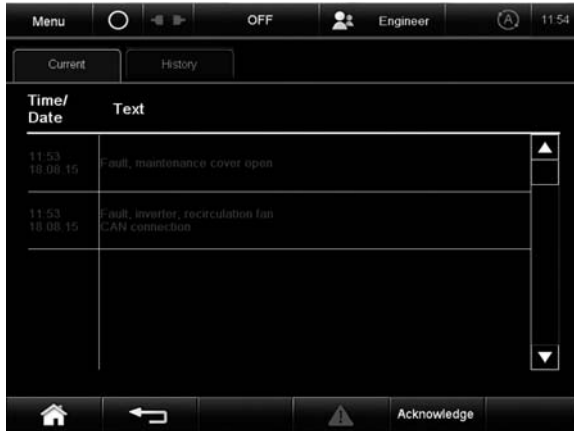 Menu
OFF
Engineer
A
11:54
Current
History
Time/
Date
Text
11:53
18.08.15
Fault, maintenance cover open
11:53
18.08.15
Fault, inverter, recirculation fan
CAN connection
Acknowledge